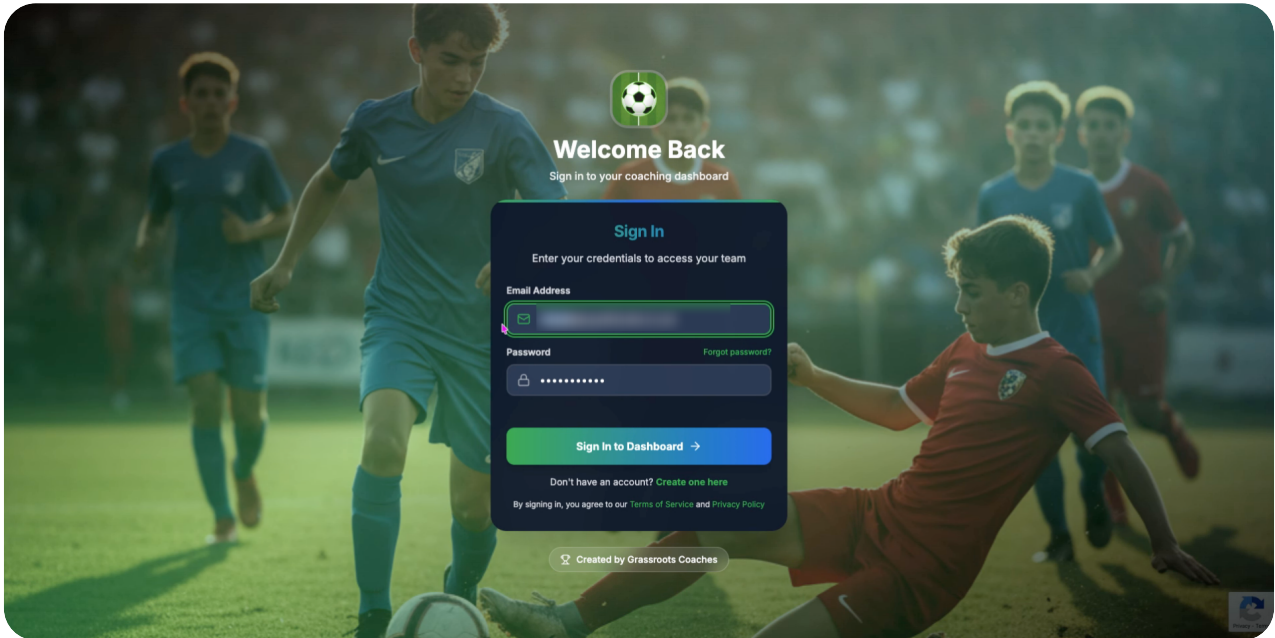 Welcome Back
Sign in to your coaching dashboard
Sign In
Enter your credentials to access your team
Email Address
Password
Forgot password?
Sign In to Dashboard →
Don't have an account? Create one here
By signing in, you agree to our Terms of Service and Privacy Policy
Created by Grassroots Coaches